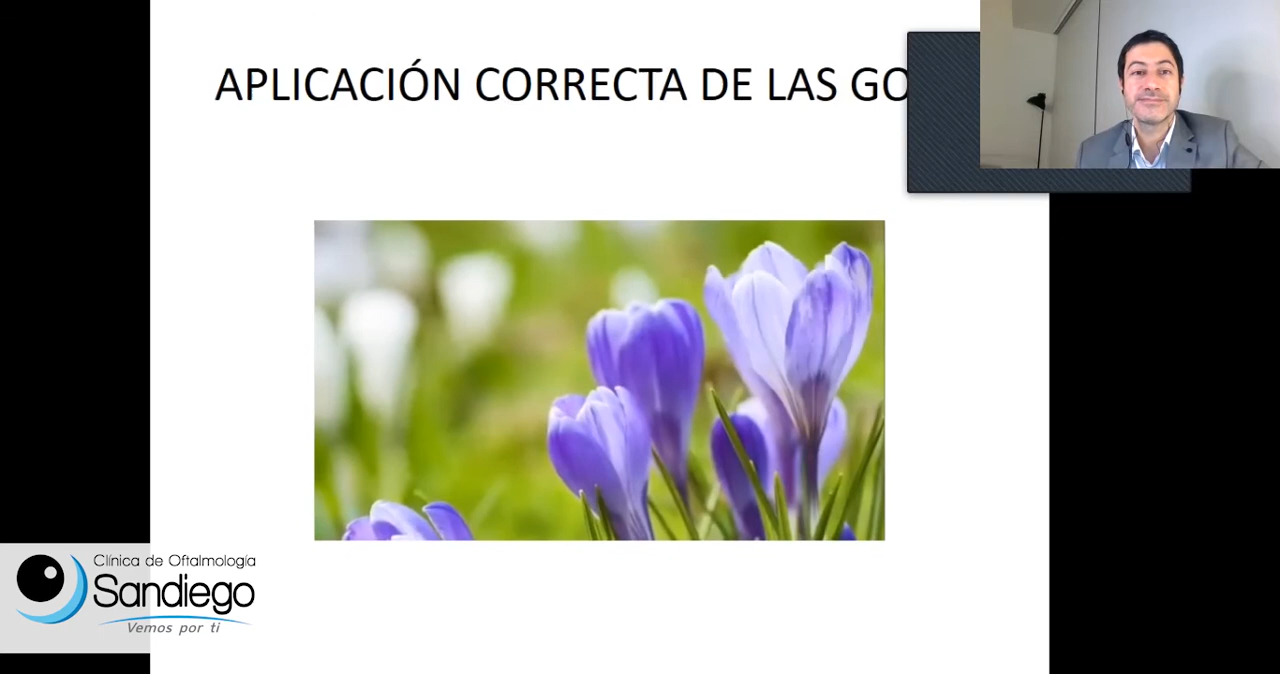 APLICACIÓN CORRECTA DE LAS GO
Clínica de Oftalmología
Sandiego
Vemos por ti